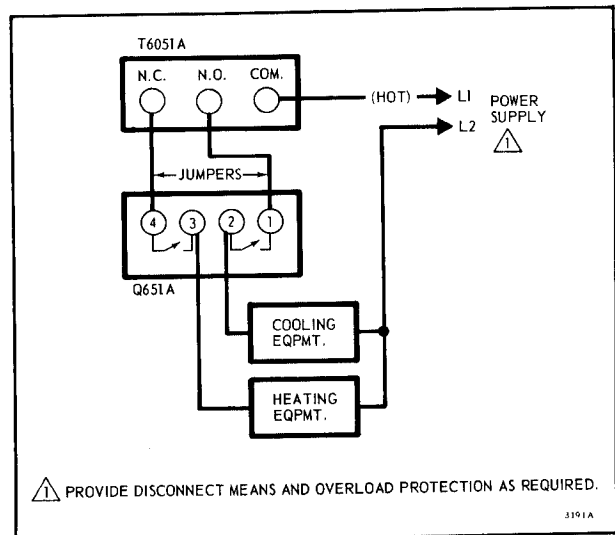 T6051A
N.C. N.O. COM.
(HOT) L1
L2
POWER
SUPPLY
1
JUMPERS
4 3 2 1
Q651A
COOLING
EQPMT.
HEATING
EQPMT.
1 PROVIDE DISCONNECT MEANS AND OVERLOAD PROTECTION AS REQUIRED.
3191A